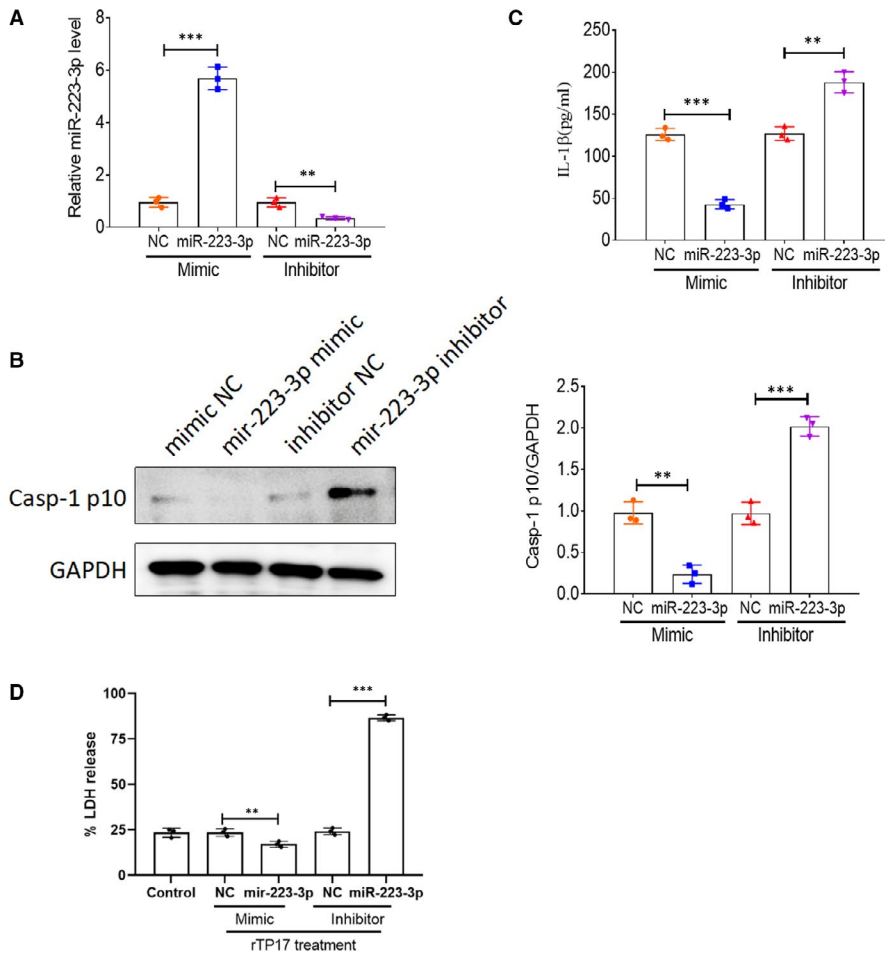 A
Relative miR-223-3p level
8
6
4
2
0
***
**
NC miR-223-3p NC miR-223-3p
Mimic Inhibitor
C
IL-1β(pg/ml)
250
200
150
100
50
0
***
**
NC miR-223-3p NC miR-223-3p
Mimic Inhibitor
B
mimic NC
mir-223-3p mimic
inhibitor NC
mir-223-3p inhibitor
Casp-1 p10
GAPDH
Casp-1 p10/GAPDH
2.5
2.0
1.5
1.0
0.5
0.0
**
***
NC miR-223-3p NC miR-223-3p
Mimic Inhibitor
D
% LDH release
100
75
50
25
0
**
***
Control NC mir-223-3p NC miR-223-3p
Mimic Inhibitor
rTP17 treatment